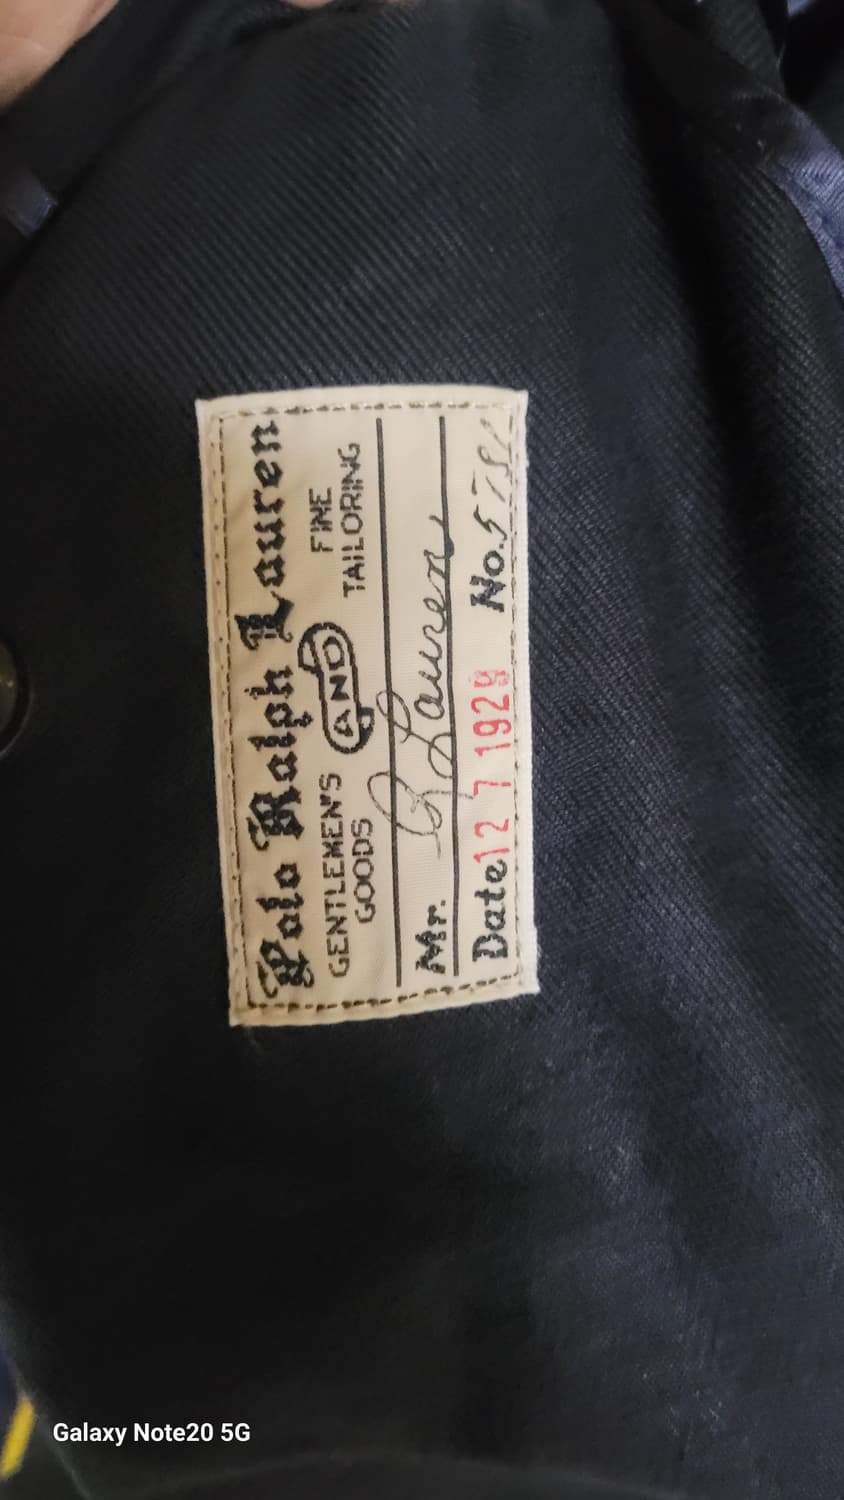 Polo Ralph Lauren
GENTLEMEN'S GOODS AND FINE TAILORING
Mr. R Lauren
Date 12 7 1929 No.
Galaxy Note20 5G